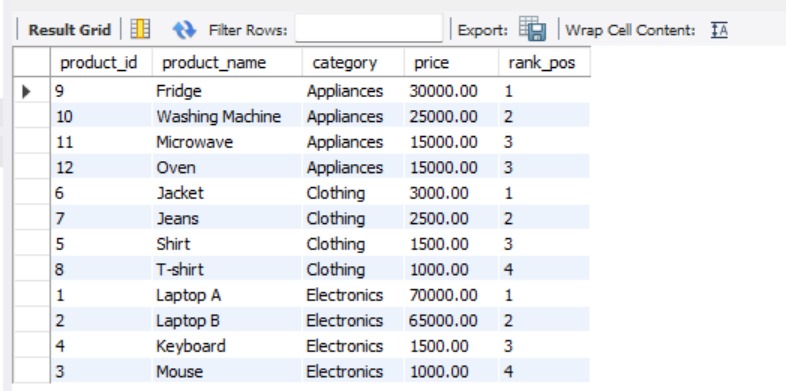 Result Grid Filter Rows: Export: Wrap Cell Content:
product_id product_name category price rank_pos
9 Fridge Appliances 30000.00 1
10 Washing Machine Appliances 25000.00 2
11 Microwave Appliances 15000.00 3
12 Oven Appliances 15000.00 3
6 Jacket Clothing 3000.00 1
7 Jeans Clothing 2500.00 2
5 Shirt Clothing 1500.00 3
8 T-shirt Clothing 1000.00 4
1 Laptop A Electronics 70000.00 1
2 Laptop B Electronics 65000.00 2
4 Keyboard Electronics 1500.00 3
3 Mouse Electronics 1000.00 4